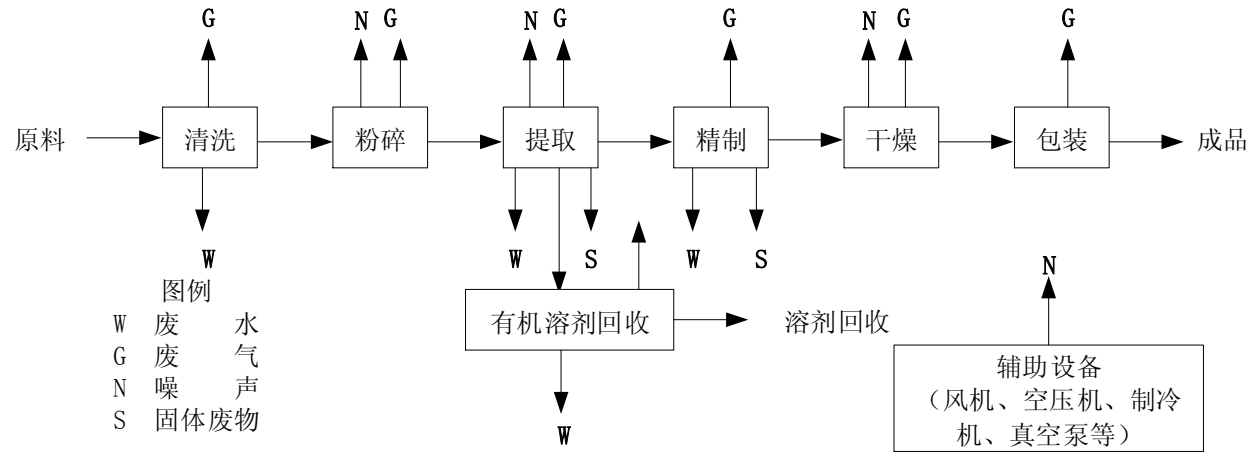 G
N G
N G
G
N G
G
原料
清洗
粉碎
提取
精制
干燥
包装
成品
W
W
S
W
S
N
图例
W 废 水
G 废 气
N 噪 声
S 固体废物
有机溶剂回收
溶剂回收
W
辅助设备
（风机、空压机、制冷
机、真空泵等）